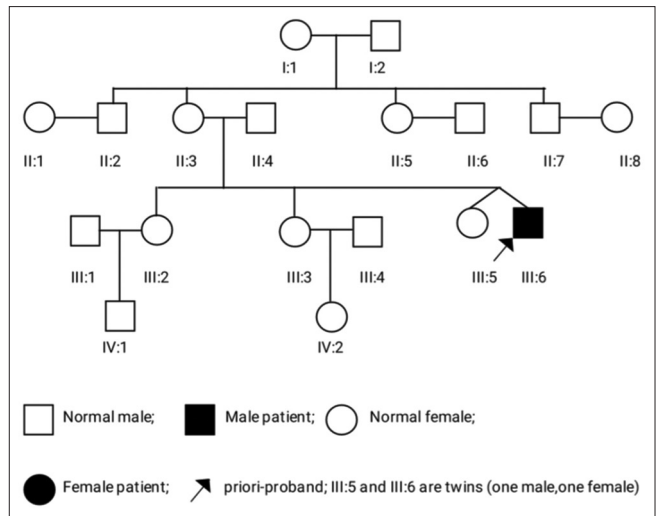 I:1 I:2
II:1 II:2 II:3 II:4 II:5 II:6 II:7 II:8
III:1 III:2 III:3 III:4 III:5 III:6
IV:1 IV:2
Normal male; Male patient; Normal female;
Female patient; priori-proband; III:5 and III:6 are twins (one male,one female)